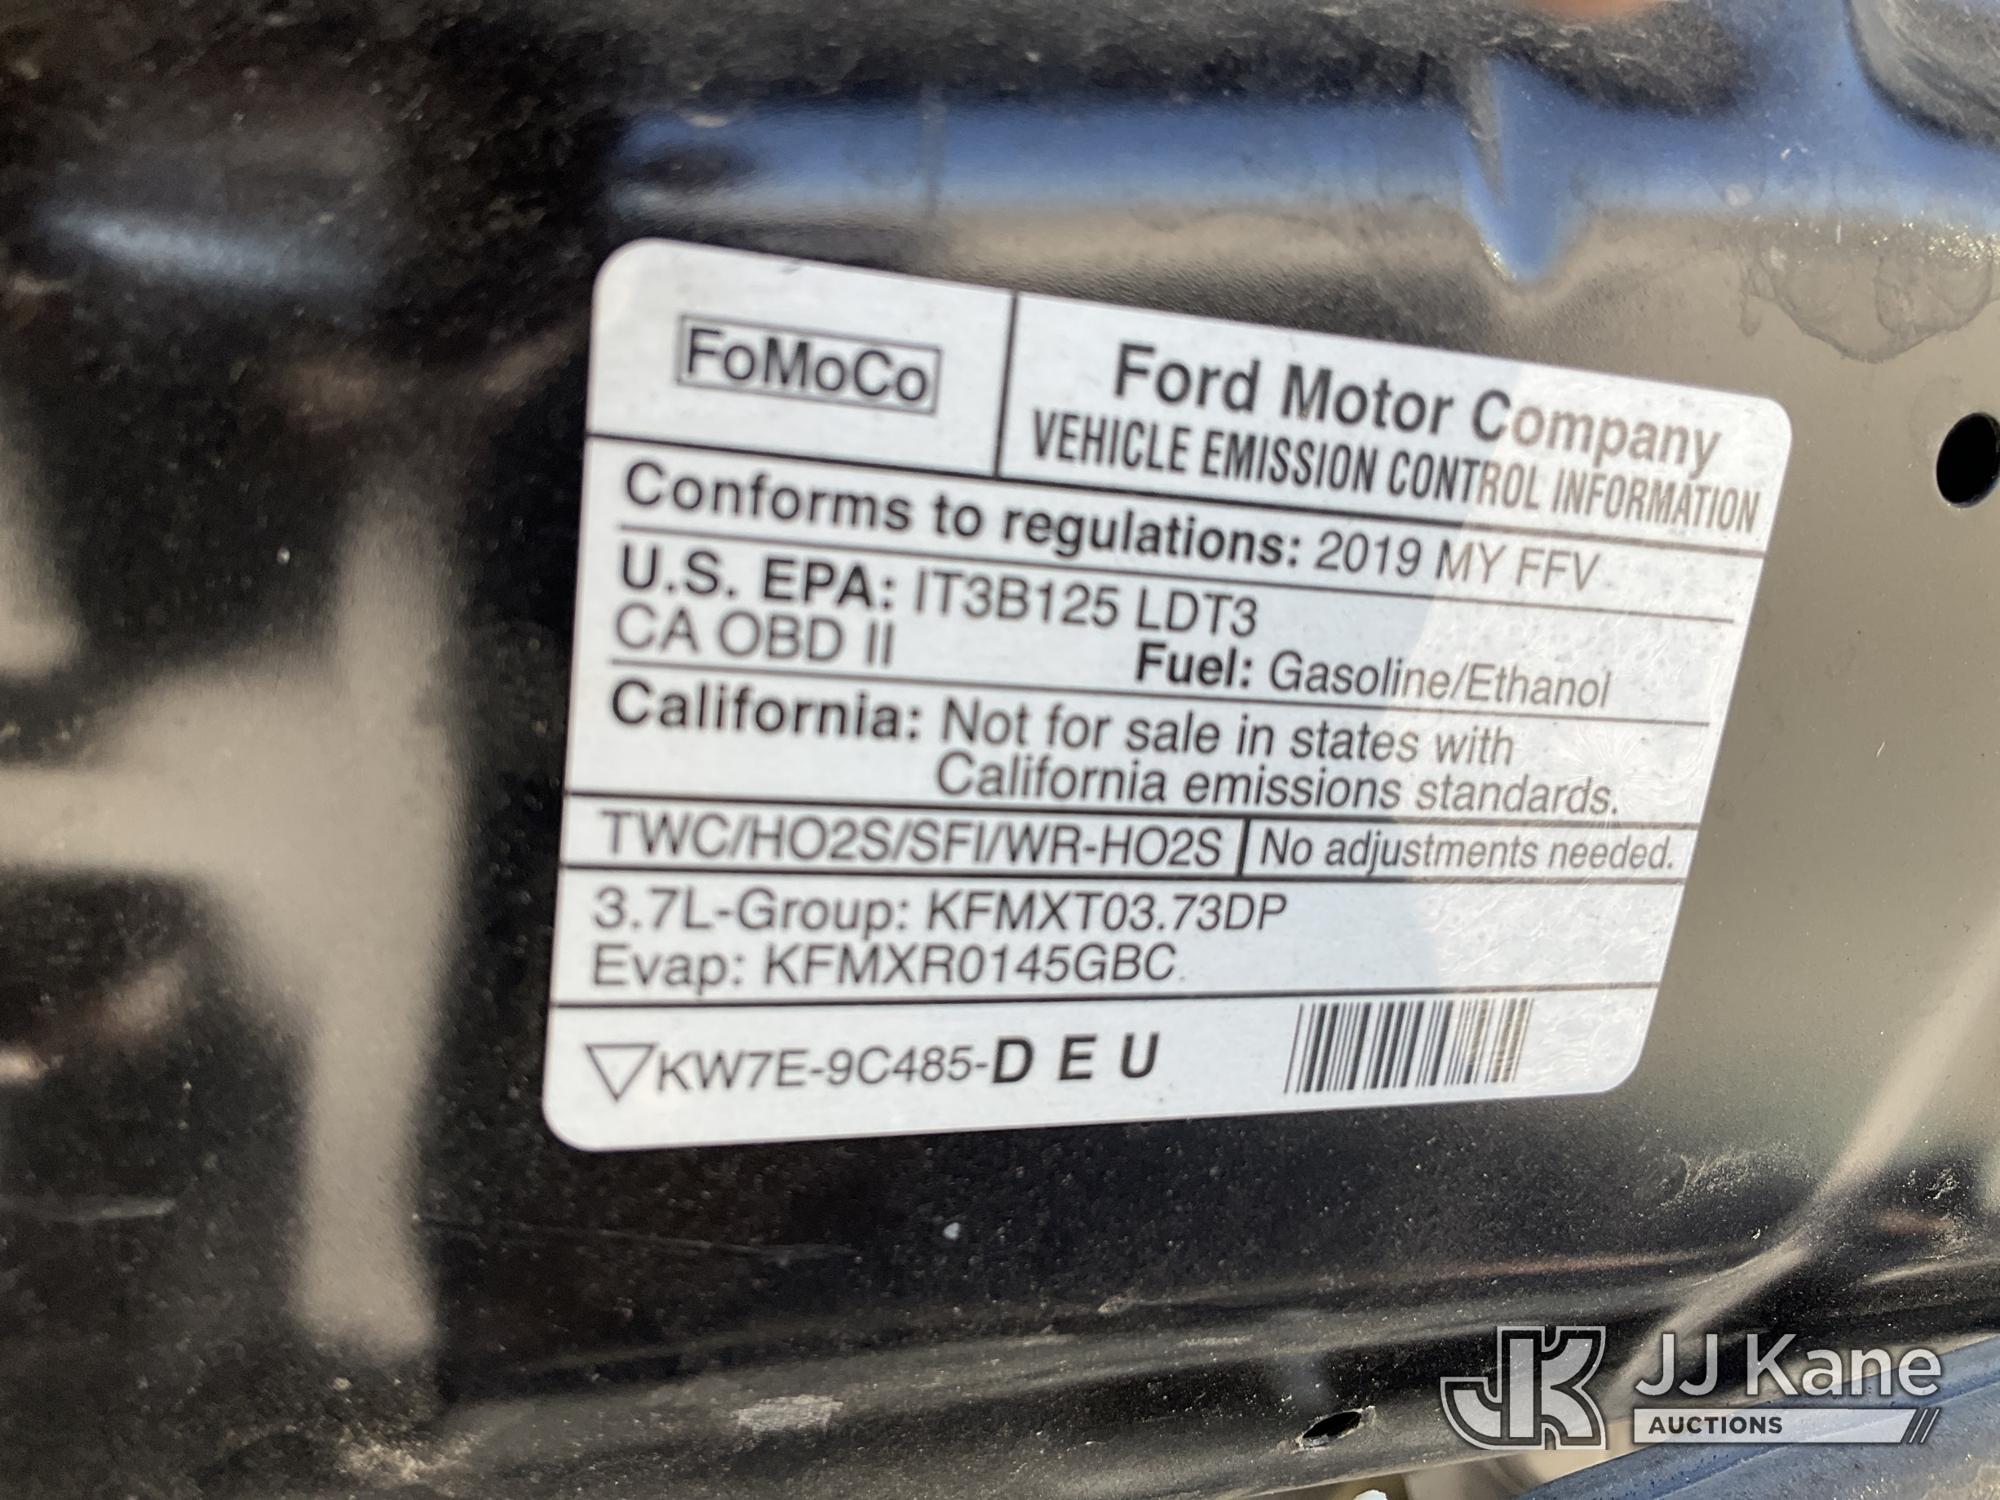 FoMoCo
Ford Motor Company
VEHICLE EMISSION CONTROL INFORMATION
Conforms to regulations: 2019 MY FFV
U.S. EPA: IT3B125 LDT3
CA OBD II Fuel: Gasoline/Ethanol
California: Not for sale in states with
California emissions standards.
TWC/HO2S/SFI/WR-HO2S No adjustments needed.
3.7L-Group: KFMXT03.73DP
Evap: KFMXR0145GBC
KW7E-9C485-D E U
JK JJ Kane
AUCTIONS